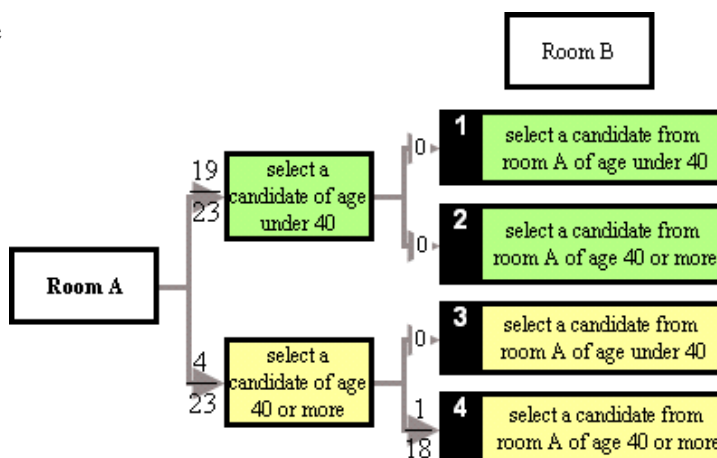 Room B
1
select a candidate from
room A of age under 40
0
19
23
select a
candidate of age
under 40
2
select a candidate from
room A of age 40 or more
0
Room A
3
select a candidate from
room A of age under 40
0
4
23
select a
candidate of age
40 or more
4
select a candidate from
room A of age 40 or more
1
18